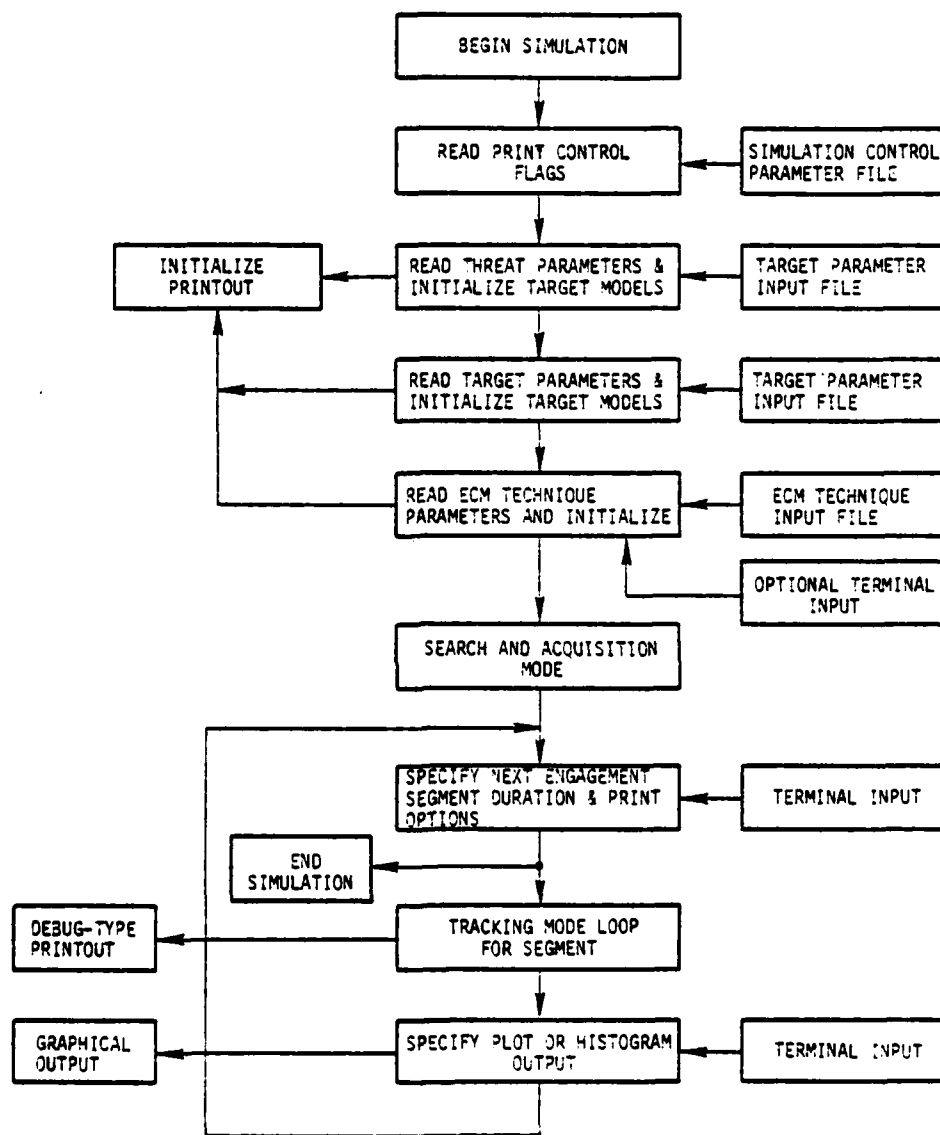 BEGIN SIMULATION
READ PRINT CONTROL
FLAGS
SIMULATION CONTROL
PARAMETER FILE
INITIALIZE
PRINTOUT
READ THREAT PARAMETERS &
INITIALIZE TARGET MODELS
TARGET PARAMETER
INPUT FILE
READ TARGET PARAMETERS &
INITIALIZE TARGET MODELS
TARGET PARAMETER
INPUT FILE
READ ECM TECHNIQUE
PARAMETERS AND INITIALIZE
ECM TECHNIQUE
INPUT FILE
OPTIONAL TERMINAL
INPUT
SEARCH AND ACQUISITION
MODE
SPECIFY NEXT ENGAGEMENT
SEGMENT DURATION & PRINT
OPTIONS
TERMINAL INPUT
END
SIMULATION
DEBUG-TYPE
PRINTOUT
TRACKING MODE LOOP
FOR SEGMENT
GRAPHICAL
OUTPUT
SPECIFY PLOT OR HISTOGRAM
OUTPUT
TERMINAL INPUT